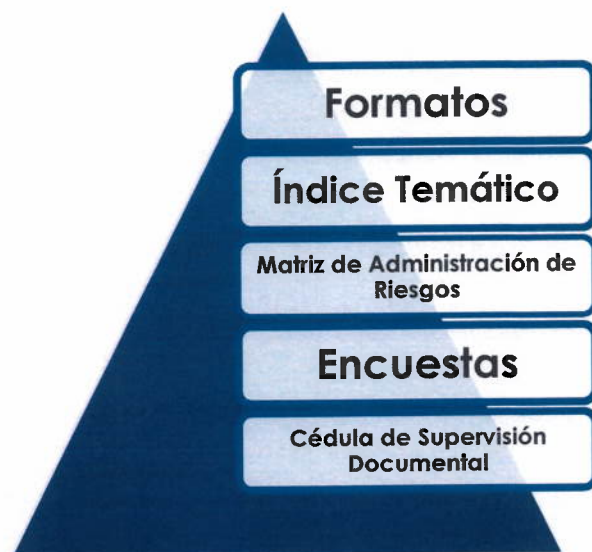 Formatos
Índice Temático
Matriz de Administración de
Riesgos
Encuestas
Cédula de Supervisión
Documental